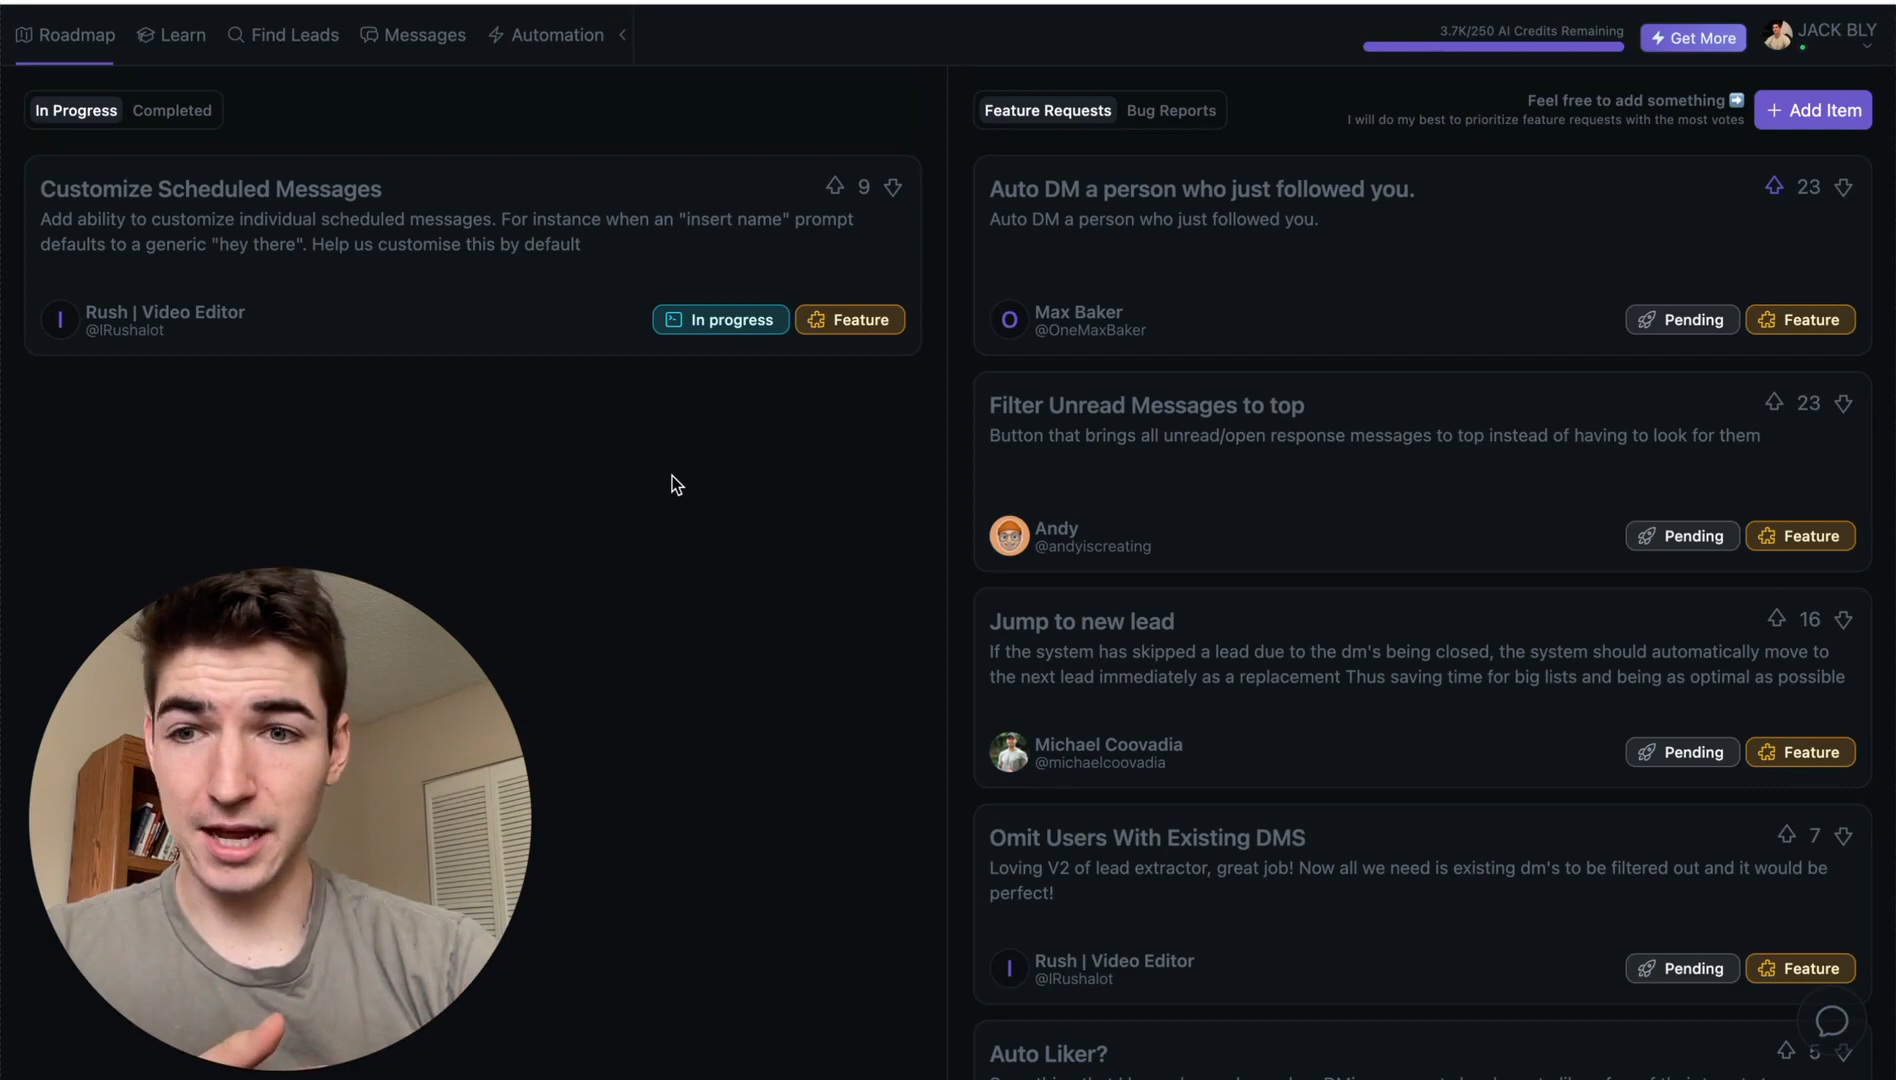 Roadmap
Learn
Find Leads
Messages
Automation
3.7K/250 AI Credits Remaining
Get More
JACK BLY
In Progress
Completed
Customize Scheduled Messages
9
Add ability to customize individual scheduled messages. For instance when an "insert name" prompt
defaults to a generic "hey there". Help us customise this by default
I
Rush | Video Editor
@IRushalot
In progress
Feature
Feature Requests
Bug Reports
Feel free to add something
I will do my best to prioritize feature requests with the most votes
+ Add Item
Auto DM a person who just followed you.
23
Auto DM a person who just followed you.
O
Max Baker
@OneMaxBaker
Pending
Feature
Filter Unread Messages to top
23
Button that brings all unread/open response messages to top instead of having to look for them
Andy
@andyiscreating
Pending
Feature
Jump to new lead
16
If the system has skipped a lead due to the dm's being closed, the system should automatically move to
the next lead immediately as a replacement Thus saving time for big lists and being as optimal as possible
Michael Coovadia
@michaelcoovadia
Pending
Feature
Omit Users With Existing DMS
7
Loving V2 of lead extractor, great job! Now all we need is existing dm's to be filtered out and it would be
perfect!
I
Rush | Video Editor
@IRushalot
Pending
Feature
Auto Liker?
5